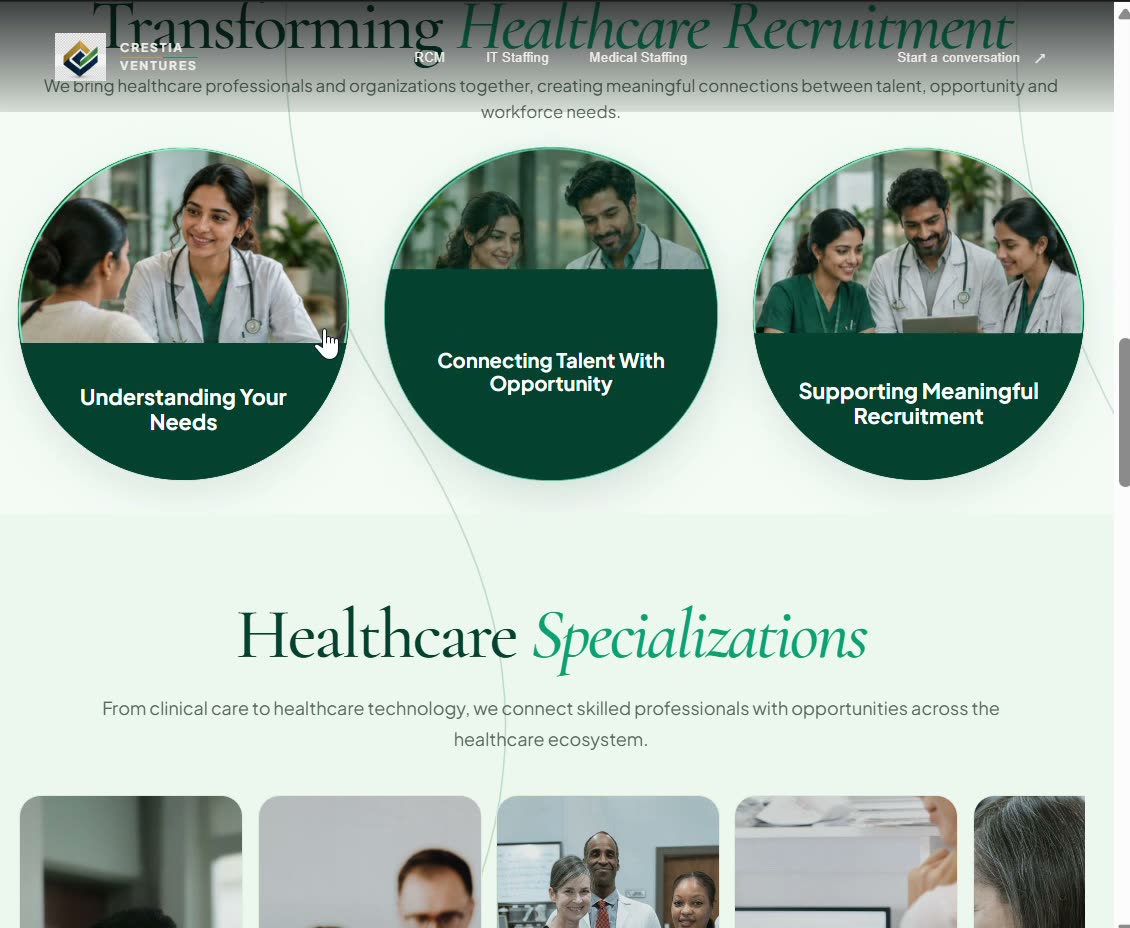 Transforming Healthcare Recruitment
CRESTIA
VENTURES
RCM
IT Staffing
Medical Staffing
Start a conversation ↗
We bring healthcare professionals and organizations together, creating meaningful connections between talent, opportunity and
workforce needs.
Understanding Your
Needs
Connecting Talent With
Opportunity
Supporting Meaningful
Recruitment
Healthcare Specializations
From clinical care to healthcare technology, we connect skilled professionals with opportunities across the
healthcare ecosystem.